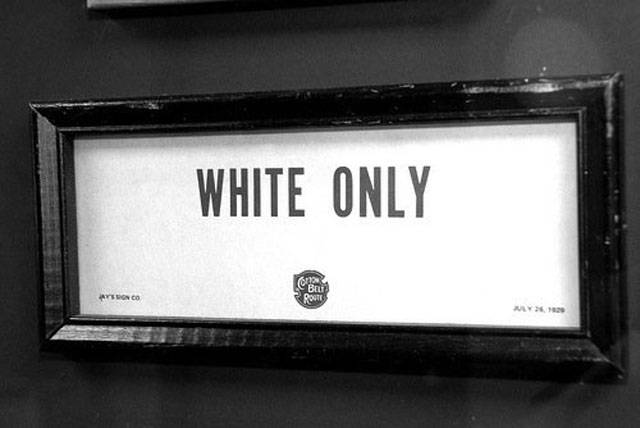 WHITE ONLY
COTTON
BELT
ROUTE
JAY'S SIGN CO.
JULY 26, 1929